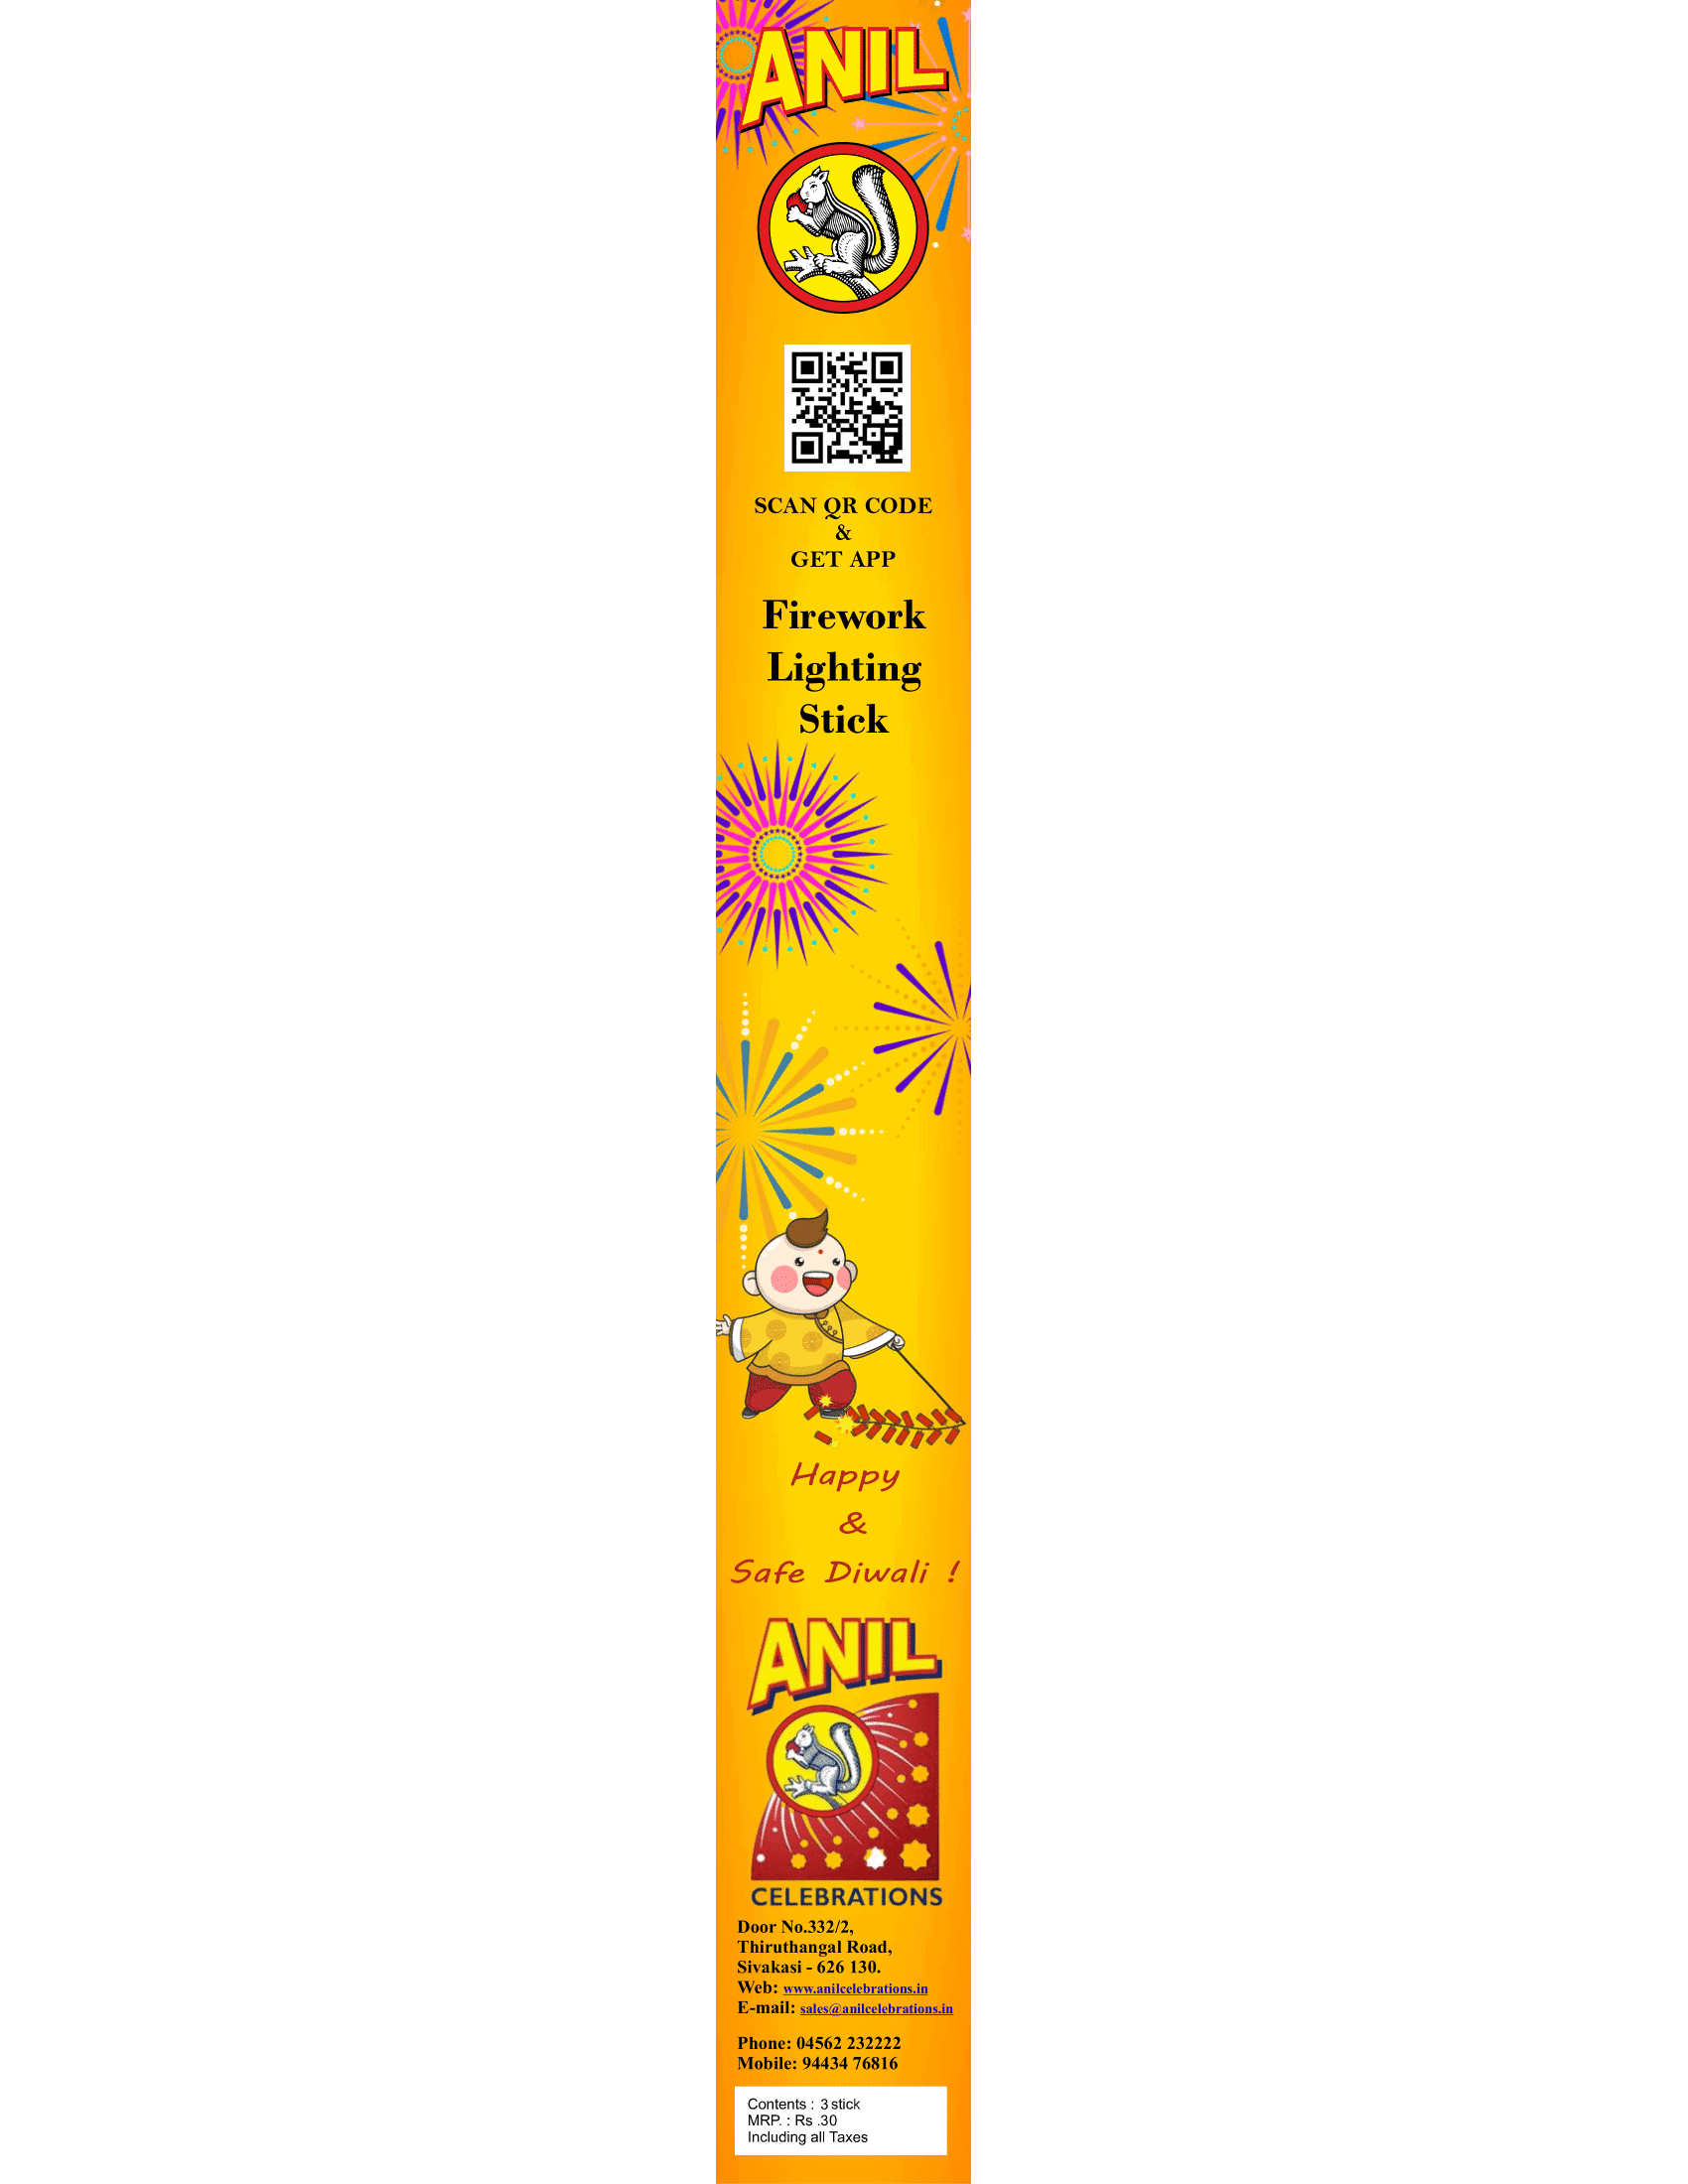 ANIL
SCAN QR CODE
&
GET APP
Firework
Lighting
Stick
Happy
&
Safe Diwali !
ANIL
CELEBRATIONS
Door No.332/2,
Thiruthangal Road,
Sivakasi - 626 130.
Web: www.anilcelebrations.in
E-mail: sales@anilcelebrations.in
Phone: 04562 232222
Mobile: 94434 76816
Contents : 3 stick
MRP. : Rs .30
Including all Taxes